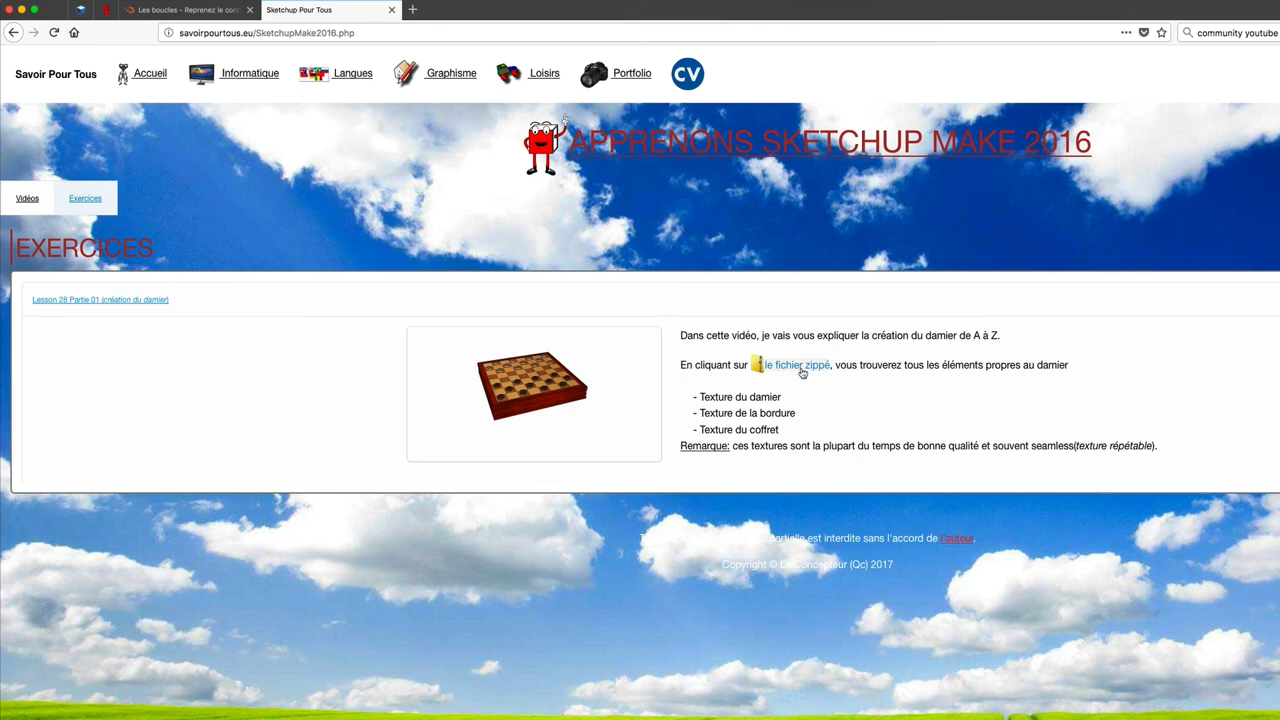 Les boucles - Reprenez le cont
Sketchup Pour Tous
savoirpourtous.eu/SketchupMake2016.php
community youtube
Savoir Pour Tous
Accueil
Informatique
Langues
Graphisme
Loisirs
Portfolio
CV
APPRENONS SKETCHUP MAKE 2016
Vidéos
Exercices
EXERCICES
Lesson 28 Partie 01 (création du damier)
Dans cette vidéo, je vais vous expliquer la création du damier de A à Z.
En cliquant sur le fichier zippé, vous trouverez tous les éléments propres au damier
- Texture du damier
- Texture de la bordure
- Texture du coffret
Remarque: ces textures sont la plupart du temps de bonne qualité et souvent seamless(texture répétable).
partielle est interdite sans l'accord de l'auteur.
Copyright © Le Concepteur (Qc) 2017